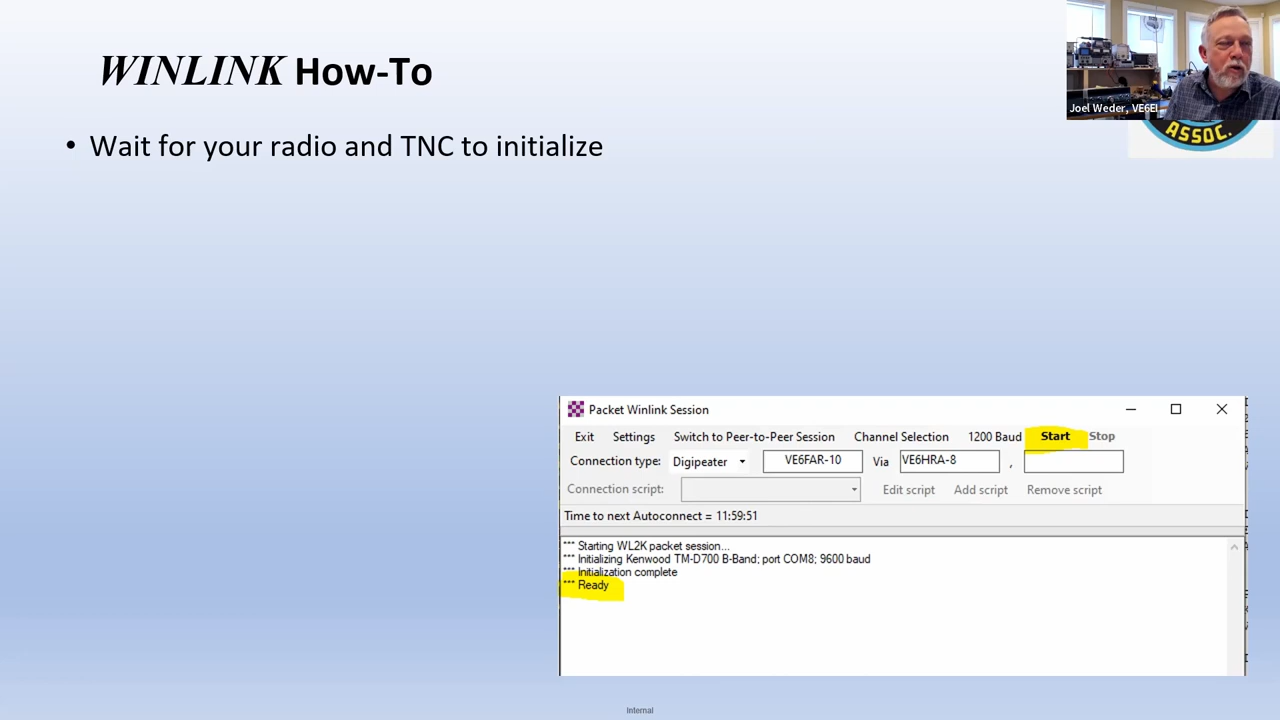 WINLINK How-To
Joel Weder, VE6EI
ASSOC.
• Wait for your radio and TNC to initialize
Packet Winlink Session
Exit Settings Switch to Peer-to-Peer Session Channel Selection 1200 Baud Start Stop
Connection type: Digipeater VE6FAR-10 Via VE6HRA-8 ,
Connection script: Edit script Add script Remove script
Time to next Autoconnect = 11:59:51
*** Starting WL2K packet session...
*** Initializing Kenwood TM-D700 B-Band; port COM8; 9600 baud
*** Initialization complete
*** Ready
Internal